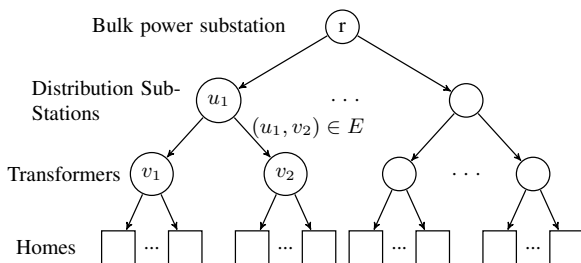 Bulk power substation
r
Distribution Sub-
Stations
u₁
...
(u₁, v₂) ∈ E
Transformers
v₁
v₂
...
Homes
...
...
...
...